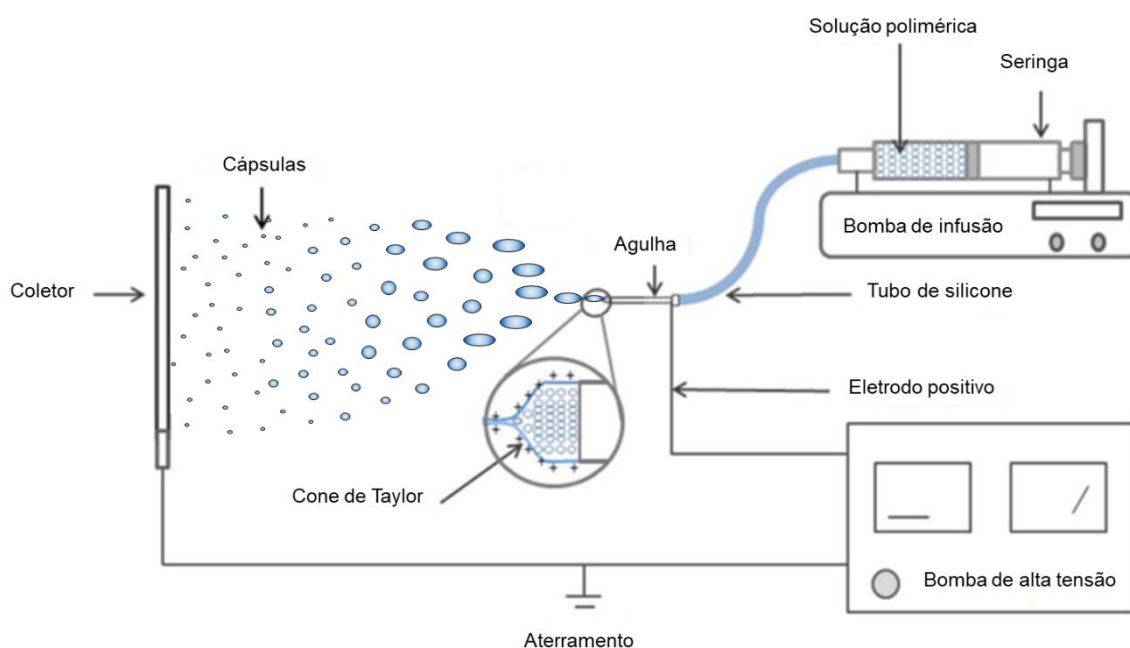 Solução polimérica
Seringa
Cápsulas
Bomba de infusão
Agulha
Coletor
Tubo de silicone
Eletrodo positivo
Cone de Taylor
Bomba de alta tensão
Aterramento